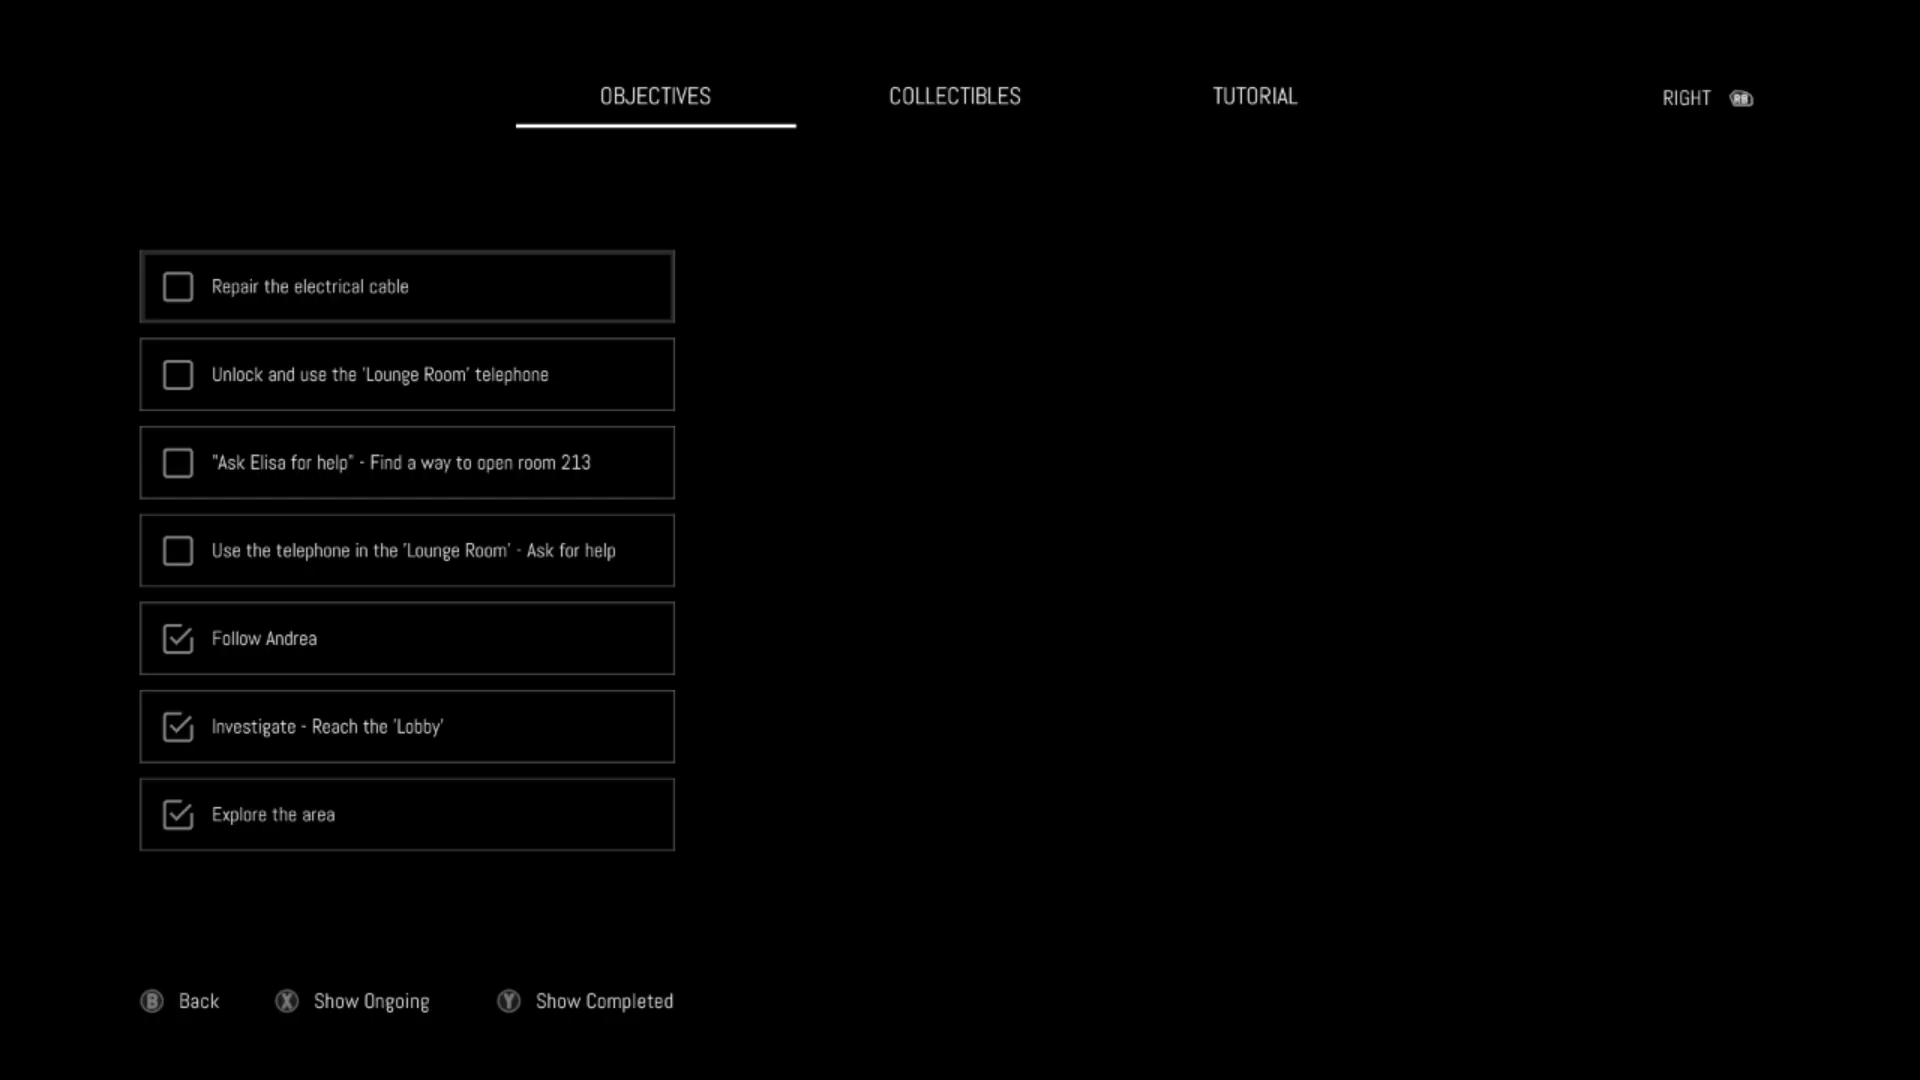 OBJECTIVES COLLECTIBLES TUTORIAL RIGHT RB
Repair the electrical cable
Unlock and use the 'Lounge Room' telephone
"Ask Elisa for help" - Find a way to open room 213
Use the telephone in the 'Lounge Room' - Ask for help
Follow Andrea
Investigate - Reach the 'Lobby'
Explore the area
B Back X Show Ongoing Y Show Completed